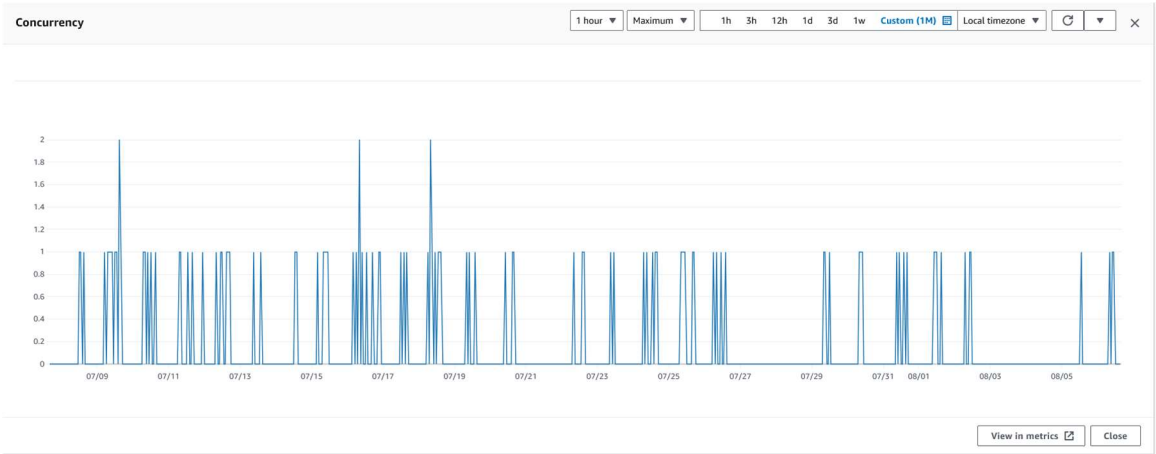 Concurrency
1 hour Maximum 1h 3h 12h 1d 3d 1w Custom (1M) Local timezone
2
1.8
1.6
1.4
1.2
1
0.8
0.6
0.4
0.2
0
07/09 07/11 07/13 07/15 07/17 07/19 07/21 07/23 07/25 07/27 07/29 07/31 08/01 08/03 08/05
View in metrics Close